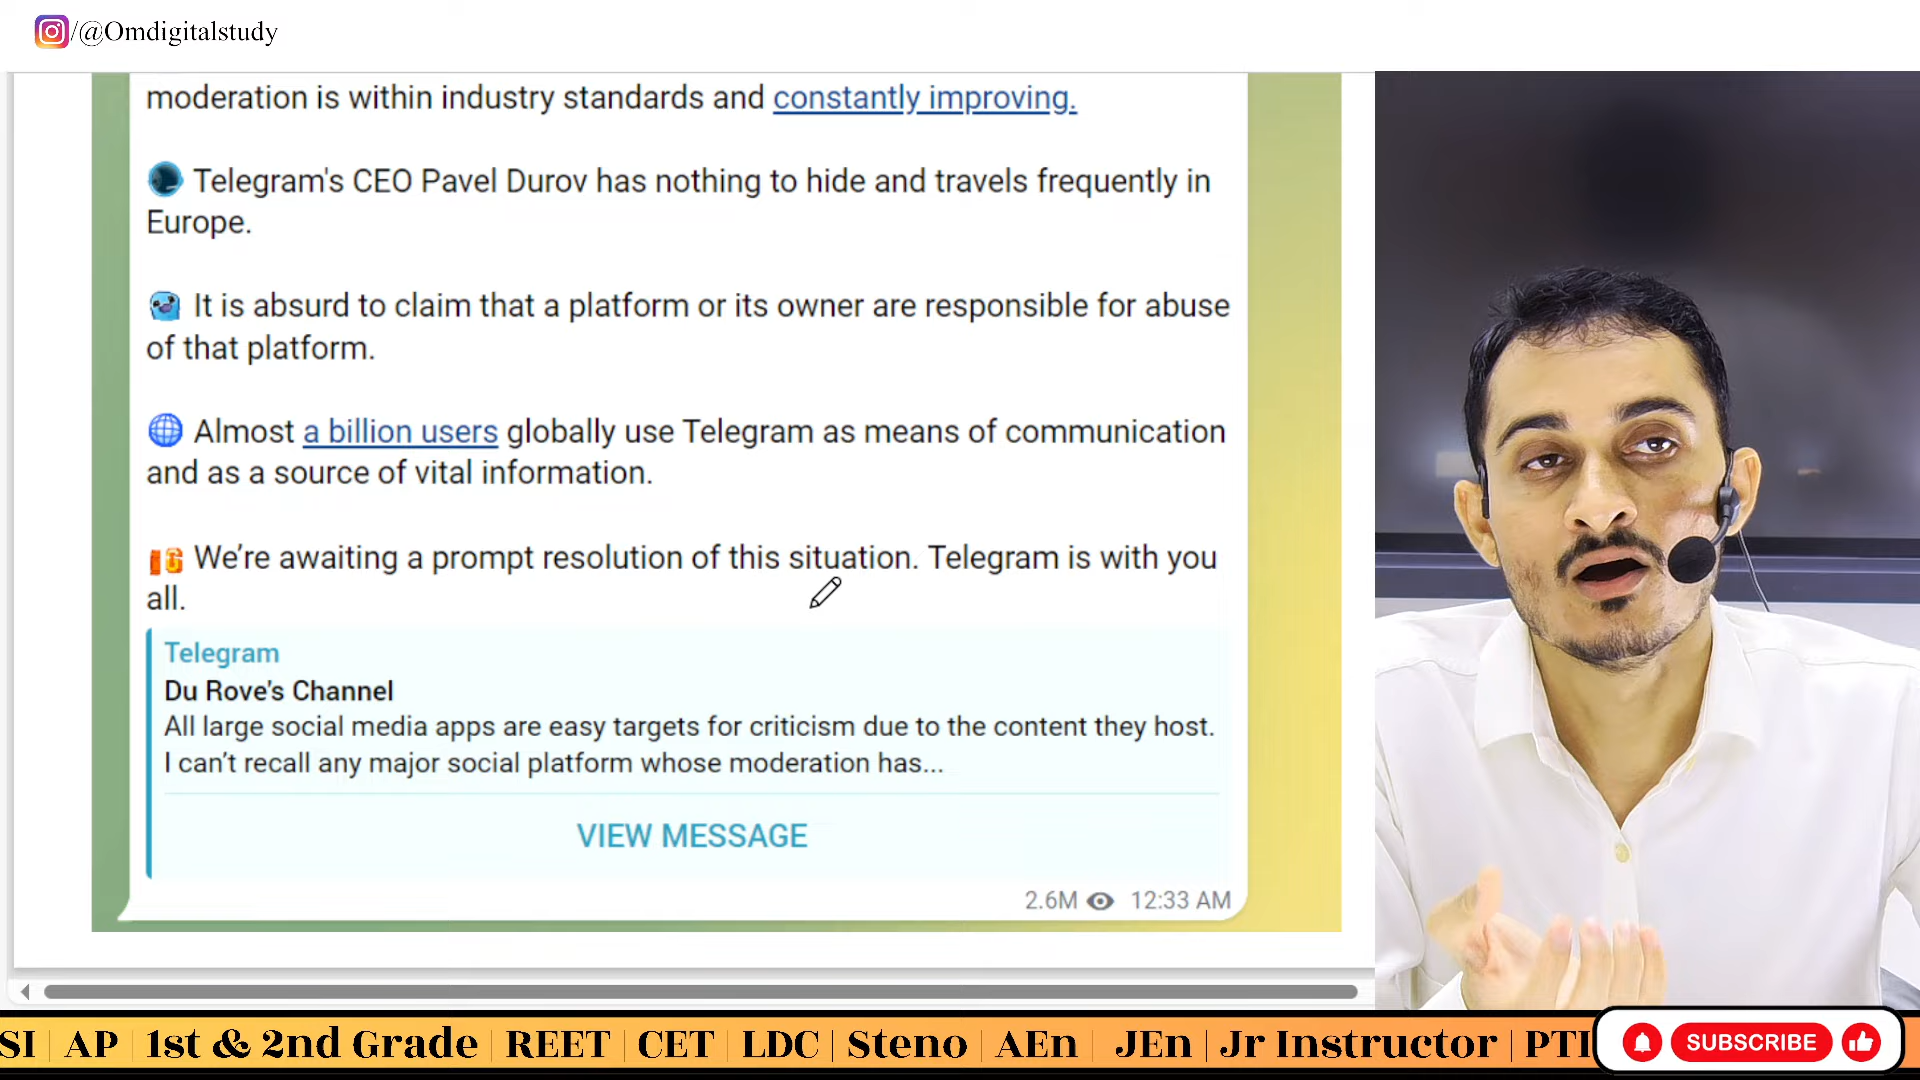 /@Omdigitalstudy
moderation is within industry standards and constantly improving.
Telegram's CEO Pavel Durov has nothing to hide and travels frequently in
Europe.
It is absurd to claim that a platform or its owner are responsible for abuse
of that platform.
Almost a billion users globally use Telegram as means of communication
and as a source of vital information.
We’re awaiting a prompt resolution of this situation. Telegram is with you
all.
Telegram
Du Rove's Channel
All large social media apps are easy targets for criticism due to the content they host.
I can’t recall any major social platform whose moderation has...
VIEW MESSAGE
2.6M 12:33 AM
SI | AP | 1st & 2nd Grade | REET | CET | LDC | Steno | AEn | JEn | Jr Instructor | PTI
SUBSCRIBE